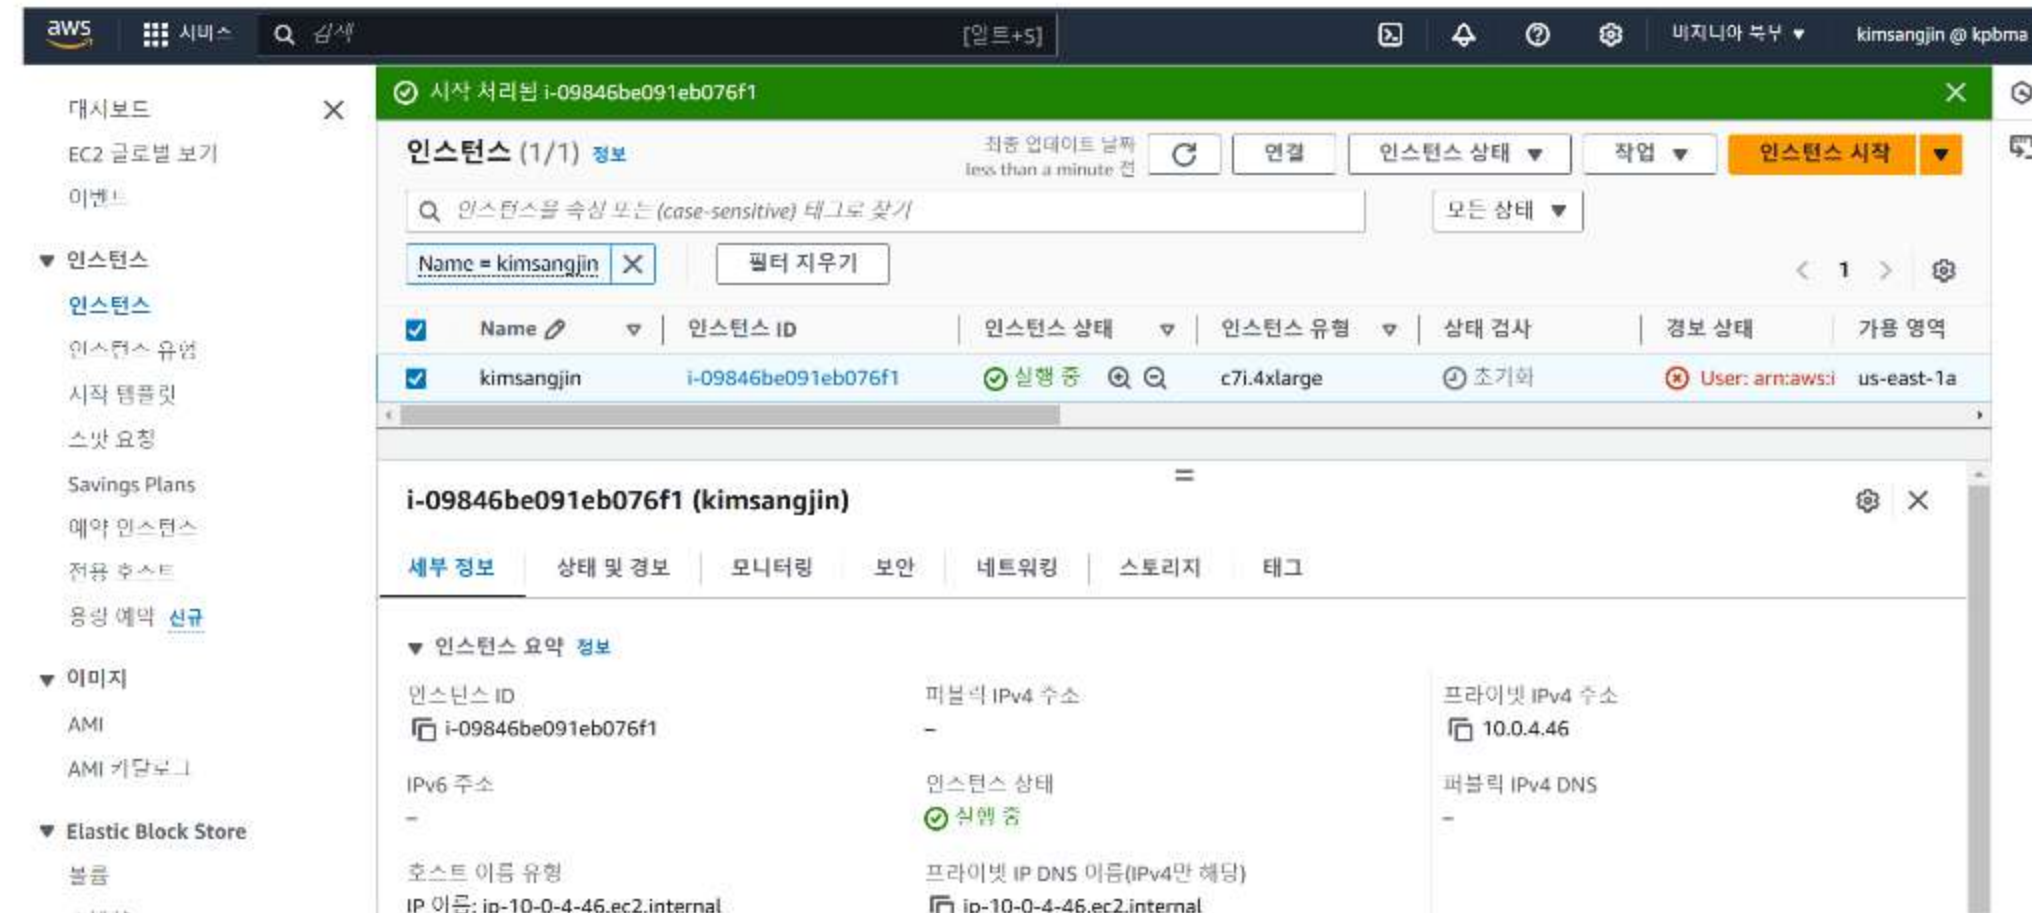 aws
서비스
검색
[알트+S]
버지니아 북부 ▼
kimsangjin @ kpbma
대시보드
EC2 글로벌 보기
이벤트
인스턴스
인스턴스
인스턴스 유형
시작 템플릿
스팟 요청
Savings Plans
예약 인스턴스
전용 호스트
용량 예약 신규
이미지
AMI
AMI 카탈로그
Elastic Block Store
볼륨
시작 처리된 i-09846be091eb076f1
인스턴스 (1/1) 정보
최종 업데이트 날짜
less than a minute 전
연결
인스턴스 상태 ▼
작업 ▼
인스턴스 시작 ▼
인스턴스을 속성 또는 (case-sensitive) 태그로 찾기
모든 상태 ▼
Name = kimsangjin
필터 지우기
1
Name 인스턴스 ID 인스턴스 상태 인스턴스 유형 상태 검사 경보 상태 가용 영역
kimsangjin i-09846be091eb076f1 실행 중 c7i.4xlarge 초기화 User: arn:aws:i us-east-1a
i-09846be091eb076f1 (kimsangjin)
세부 정보 상태 및 경보 모니터링 보안 네트워킹 스토리지 태그
▼ 인스턴스 요약 정보
인스턴스 ID
i-09846be091eb076f1
퍼블릭 IPv4 주소
–
프라이빗 IPv4 주소
10.0.4.46
IPv6 주소
–
인스턴스 상태
실행 중
퍼블릭 IPv4 DNS
–
호스트 이름 유형
IP 이름: ip-10-0-4-46.ec2.internal
프라이빗 IP DNS 이름(IPv4만 해당)
ip-10-0-4-46.ec2.internal